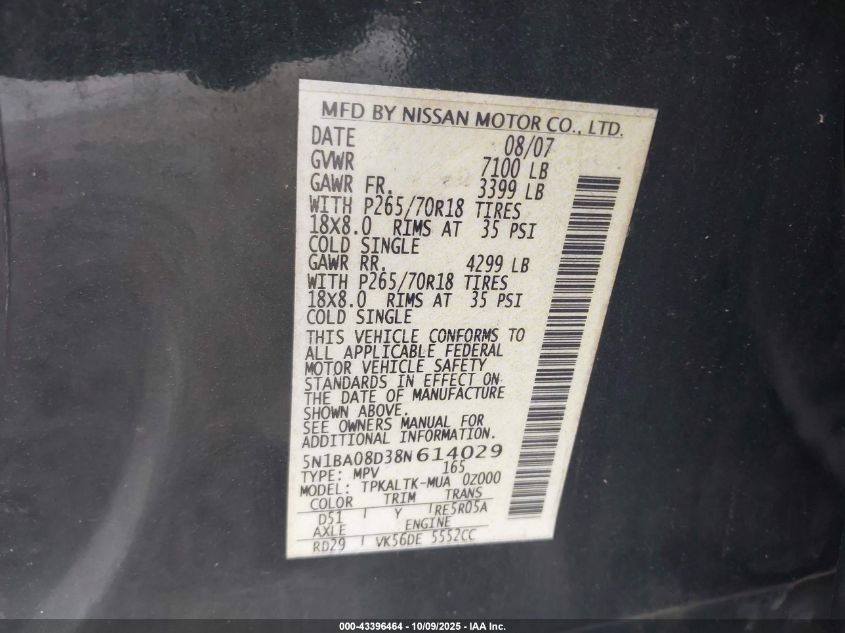 MFD BY NISSAN MOTOR CO., LTD.
DATE 08/07
GVWR 7100 LB
GAWR FR. 3399 LB
WITH P265/70R18 TIRES
18X8.0 RIMS AT 35 PSI
COLD SINGLE
GAWR RR. 4299 LB
WITH P265/70R18 TIRES
18X8.0 RIMS AT 35 PSI
COLD SINGLE
THIS VEHICLE CONFORMS TO
ALL APPLICABLE FEDERAL
MOTOR VEHICLE SAFETY
STANDARDS IN EFFECT ON
THE DATE OF MANUFACTURE
SHOWN ABOVE.
SEE OWNERS MANUAL FOR
ADDITIONAL INFORMATION.
5N1BA08D38N614029
TYPE: MPV 165
MODEL: TPKALTK-MUA 0Z000
COLOR TRIM TRANS
D51 Y RE5R05A
AXLE ENGINE
RD29 VK56DE 5552CC
000-43396464 - 10/09/2025 - IAA Inc.